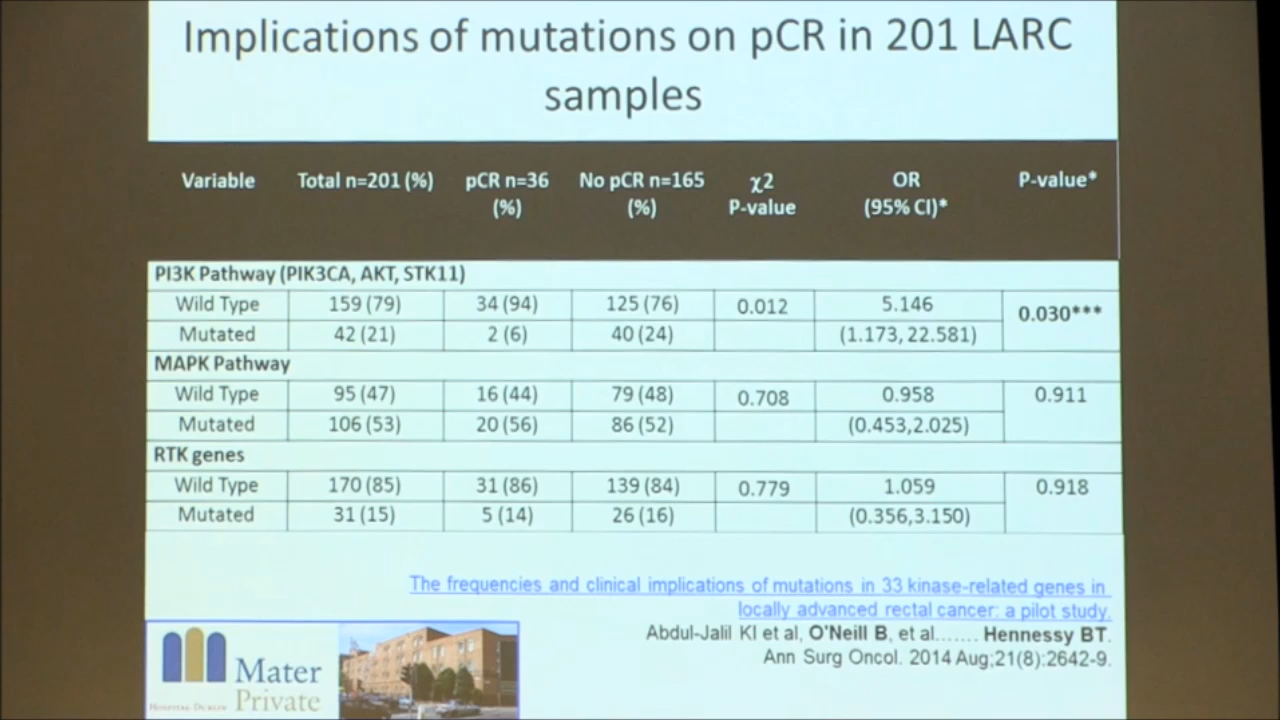 Implications of mutations on pCR in 201 LARC
samples
Variable Total n=201 (%) pCR n=36 (%) No pCR n=165 (%) χ2 P-value OR (95% CI)* P-value*
PI3K Pathway (PIK3CA, AKT, STK11)
Wild Type 159 (79) 34 (94) 125 (76) 0.012 5.146 0.030***
Mutated 42 (21) 2 (6) 40 (24) (1.173, 22.581)
MAPK Pathway
Wild Type 95 (47) 16 (44) 79 (48) 0.708 0.958 0.911
Mutated 106 (53) 20 (56) 86 (52) (0.453,2.025)
RTK genes
Wild Type 170 (85) 31 (86) 139 (84) 0.779 1.059 0.918
Mutated 31 (15) 5 (14) 26 (16) (0.356,3.150)
The frequencies and clinical implications of mutations in 33 kinase-related genes in
locally advanced rectal cancer: a pilot study.
Abdul-Jalil KI et al, O'Neill B, et al....... Hennessy BT.
Ann Surg Oncol. 2014 Aug;21(8):2642-9.
Mater
Private
Hospital Dublin